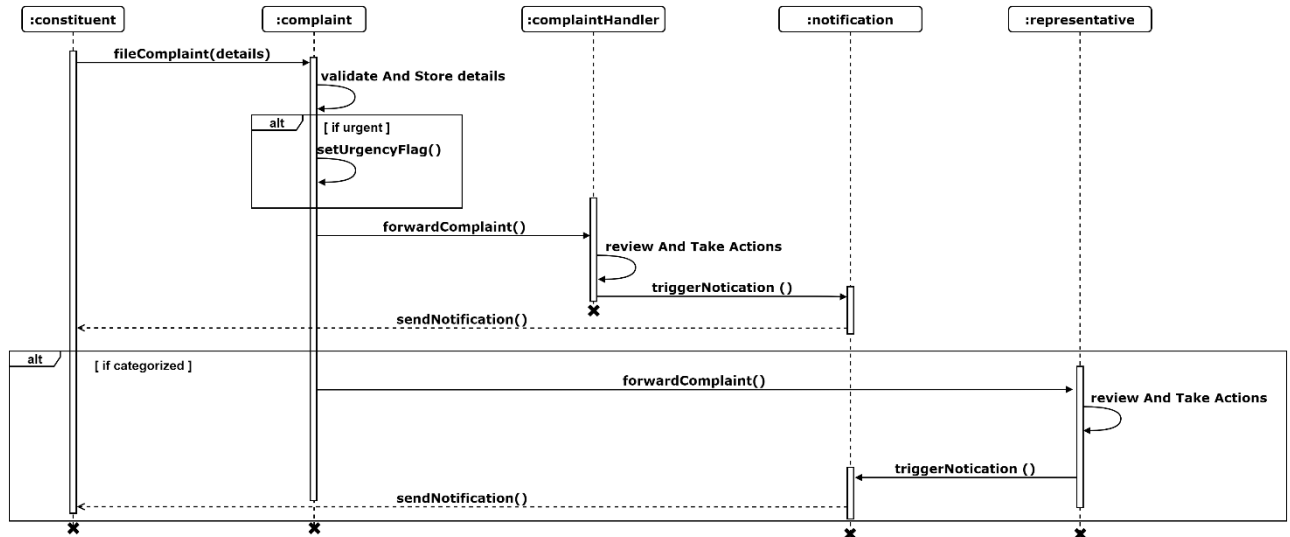 :constituent
:complaint
:complaintHandler
:notification
:representative
fileComplaint(details)
validate And Store details
alt
[ if urgent ]
setUrgencyFlag()
forwardComplaint()
review And Take Actions
triggerNotication ()
sendNotification()
alt
[ if categorized ]
forwardComplaint()
review And Take Actions
triggerNotication ()
sendNotification()